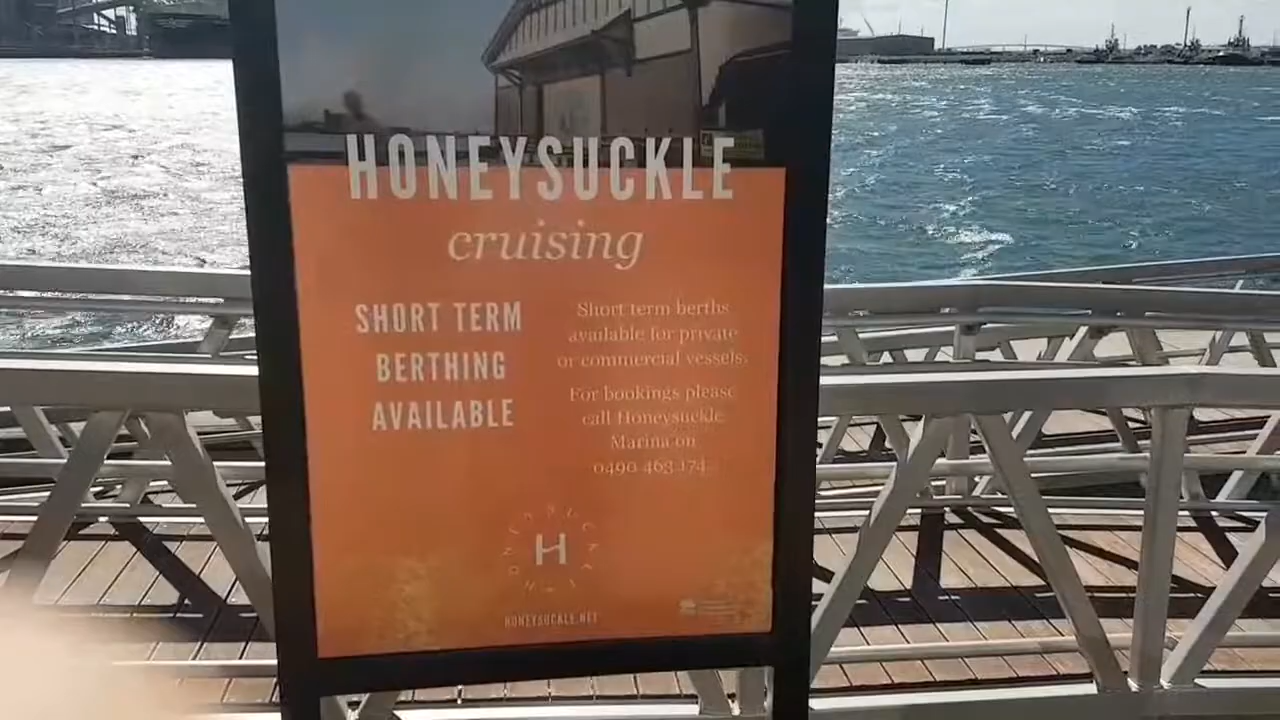 HONEYSUCKLE
cruising
SHORT TERM
BERTHING
AVAILABLE
Short term berths
available for private
or commercial vessels.
For bookings please
call Honeysuckle
Marina on
0490 463 174
H
HONEYSUCKLE.NET